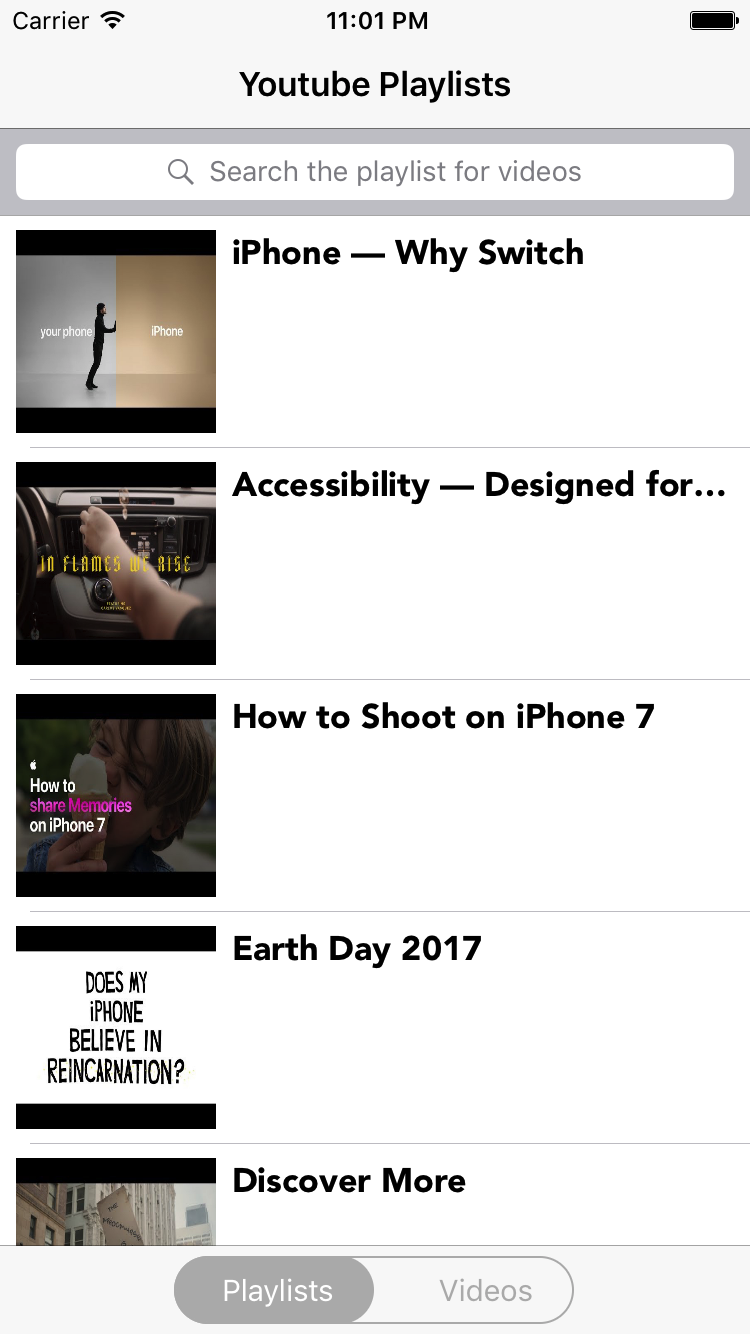 Carrier 11:01 PM
Youtube Playlists
Search the playlist for videos
iPhone — Why Switch
your phone iPhone
Accessibility — Designed for...
IN FLAMES WE RISE
How to Shoot on iPhone 7
How to
share Memories
on iPhone 7
Earth Day 2017
DOES MY
iPHONE
BELIEVE IN
REINCARNATION?
Discover More
THE
Playlists Videos